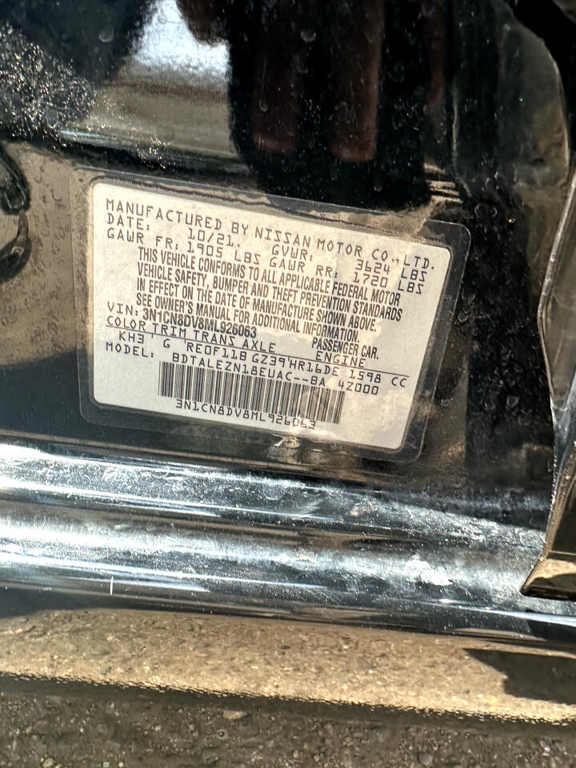 MANUFACTURED BY NISSAN MOTOR CO., LTD.
DATE: 10/21. GVWR: 3624 LBS
GAWR FR: 1905 LBS GAWR RR: 1720 LBS
THIS VEHICLE CONFORMS TO ALL APPLICABLE FEDERAL MOTOR
VEHICLE SAFETY, BUMPER AND THEFT PREVENTION STANDARDS
IN EFFECT ON THE DATE OF MANUFACTURE SHOWN ABOVE.
SEE OWNER'S MANUAL FOR ADDITIONAL INFORMATION.
VIN: 3N1CN8DV8ML926063 PASSENGER CAR.
COLOR TRIM TRANS AXLE ENGINE
KH3 G RE0F11B GZ39 HR16DE 1598 CC
MODEL: BDTALEZN18EUAC--BA 4Z000
3N1CN8DV8ML926063